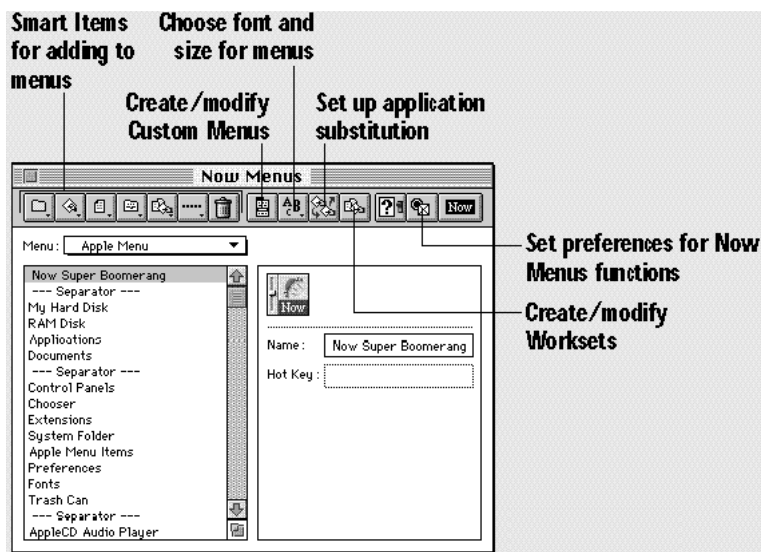 Smart Items
for adding to
menus
Choose font and
size for menus
Create/modify
Custom Menus
Set up application
substitution
Now Menus
A B
C
?
Now
Menu: Apple Menu
Now Super Boomerang
--- Separator ---
My Hard Disk
RAM Disk
Applications
Documents
--- Separator ---
Control Panels
Chooser
Extensions
System Folder
Apple Menu Items
Preferences
Fonts
Trash Can
--- Separator ---
AppleCD Audio Player
Now
Name: Now Super Boomerang
Hot Key:
Set preferences for Now
Menus functions
Create/modify
Worksets